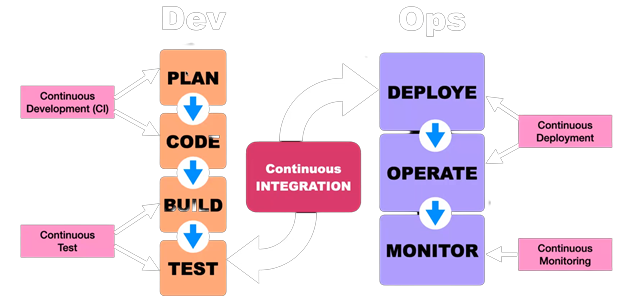 Dev
Ops
PLAN
CODE
BUILD
TEST
Continuous
Development (CI)
Continuous
Test
Continuous
INTEGRATION
DEPLOYE
OPERATE
MONITOR
Continuous
Deployment
Continuous
Monitoring